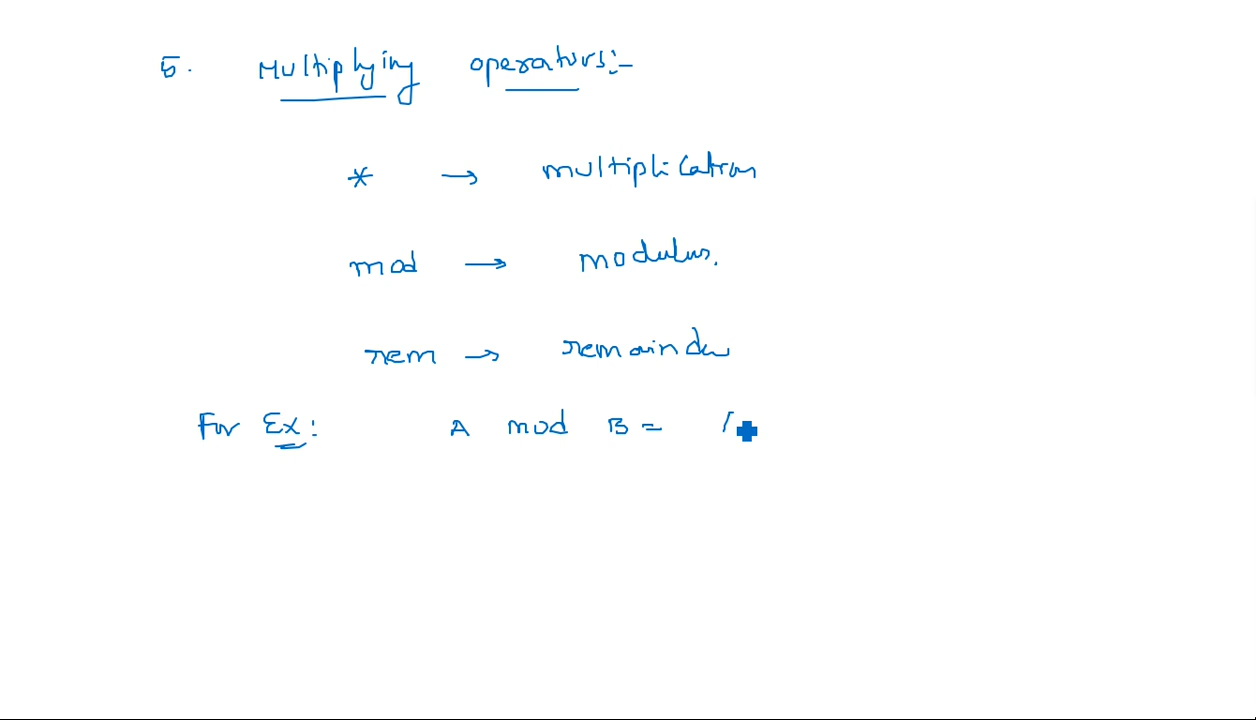 5. Multiplying operators:-
* → multiplication
mod → modulus.
rem → remainder
For Ex: A mod B =